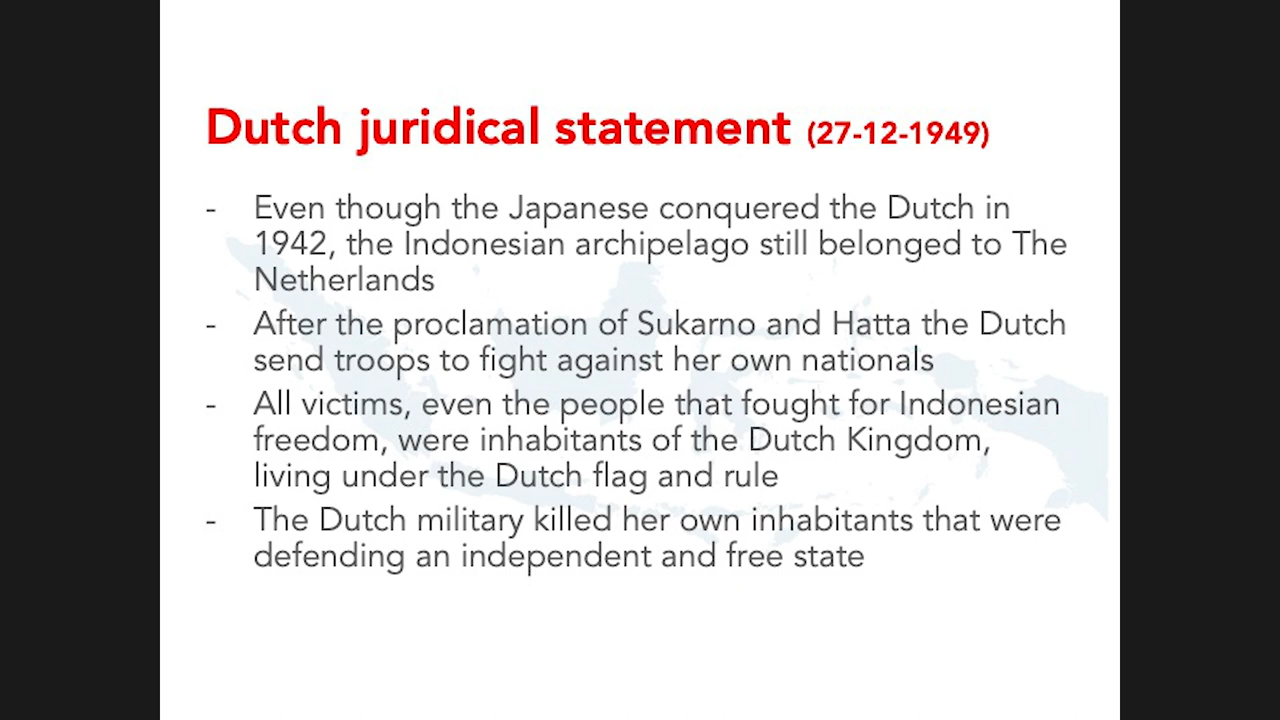 Dutch juridical statement (27-12-1949)
- Even though the Japanese conquered the Dutch in
1942, the Indonesian archipelago still belonged to The
Netherlands
- After the proclamation of Sukarno and Hatta the Dutch
send troops to fight against her own nationals
- All victims, even the people that fought for Indonesian
freedom, were inhabitants of the Dutch Kingdom,
living under the Dutch flag and rule
- The Dutch military killed her own inhabitants that were
defending an independent and free state